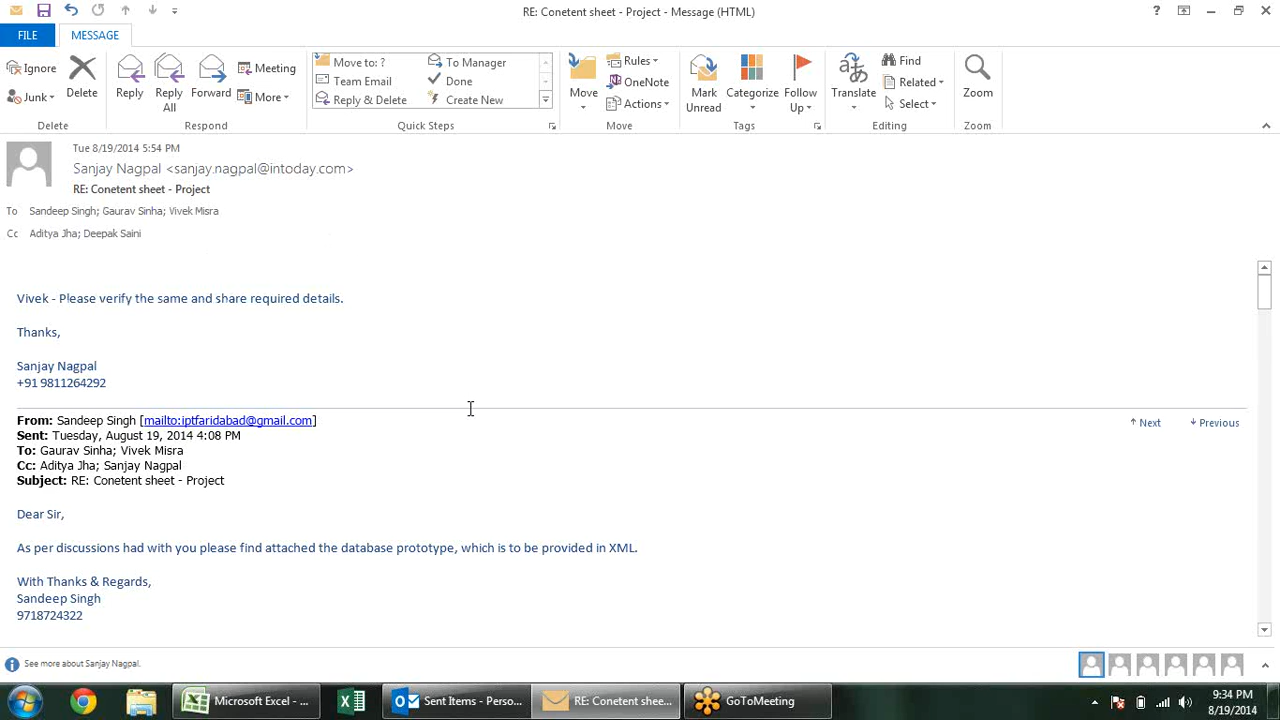 RE: Conetent sheet - Project - Message (HTML)
?
FILE
MESSAGE
Ignore
Junk
Delete
Reply
Reply All
Forward
Meeting
More
Move to: ?
Team Email
Reply & Delete
To Manager
Done
Create New
Move
Rules
OneNote
Actions
Mark Unread
Categorize
Follow Up
Translate
Find
Related
Select
Zoom
Delete
Respond
Quick Steps
Move
Tags
Editing
Zoom
Tue 8/19/2014 5:54 PM
Sanjay Nagpal <sanjay.nagpal@intoday.com>
RE: Conetent sheet - Project
To Sandeep Singh; Gaurav Sinha; Vivek Misra
Cc Aditya Jha; Deepak Saini
Vivek - Please verify the same and share required details.
Thanks,
Sanjay Nagpal
+91 9811264292
From: Sandeep Singh [mailto:iptfaridabad@gmail.com]
Next Previous
Sent: Tuesday, August 19, 2014 4:08 PM
To: Gaurav Sinha; Vivek Misra
Cc: Aditya Jha; Sanjay Nagpal
Subject: RE: Conetent sheet - Project
Dear Sir,
As per discussions had with you please find attached the database prototype, which is to be provided in XML.
With Thanks & Regards,
Sandeep Singh
9718724322
See more about Sanjay Nagpal.
Microsoft Excel - ...
Sent Items - Perso...
RE: Conetent shee...
GoToMeeting
9:34 PM
8/19/2014